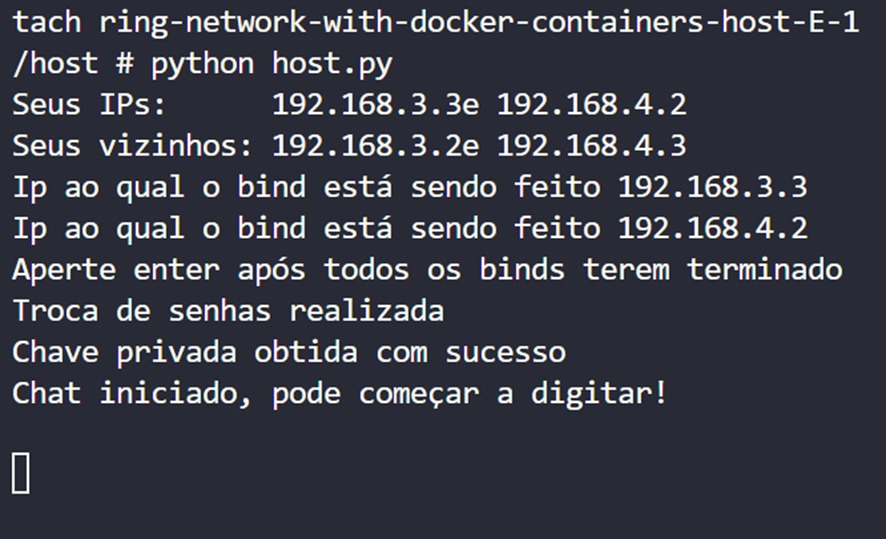 tach ring-network-with-docker-containers-host-E-1
/host # python host.py
Seus IPs:      192.168.3.3e 192.168.4.2
Seus vizinhos: 192.168.3.2e 192.168.4.3
Ip ao qual o bind está sendo feito 192.168.3.3
Ip ao qual o bind está sendo feito 192.168.4.2
Aperte enter após todos os binds terem terminado
Troca de senhas realizada
Chave privada obtida com sucesso
Chat iniciado, pode começar a digitar!